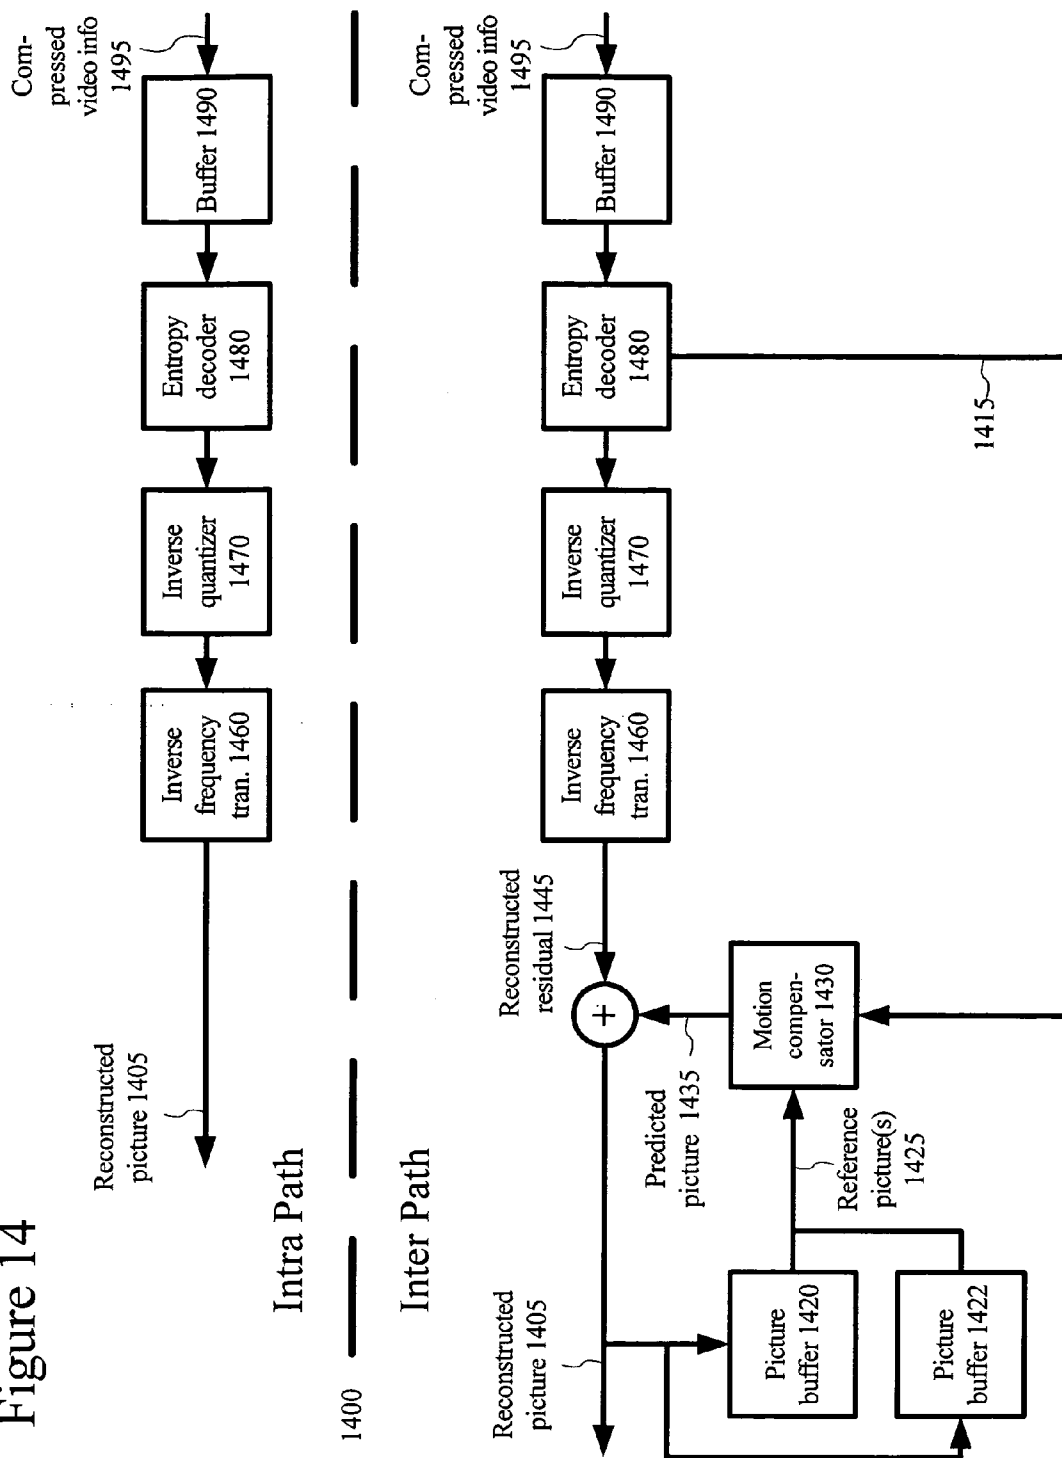 Figure 14
Com-
pressed
video info
1495
Buffer 1490
Entropy
decoder
1480
Inverse
quantizer
1470
Inverse
frequency
tran. 1460
Reconstructed
picture 1405
Intra Path
1400
Inter Path
Com-
pressed
video info
1495
Buffer 1490
Entropy
decoder
1480
1415
Inverse
quantizer
1470
Inverse
frequency
tran. 1460
Reconstructed
residual 1445
+
Motion
compen-
sator 1430
Predicted
picture 1435
Reference
picture(s)
1425
Reconstructed
picture 1405
Picture
buffer 1420
Picture
buffer 1422